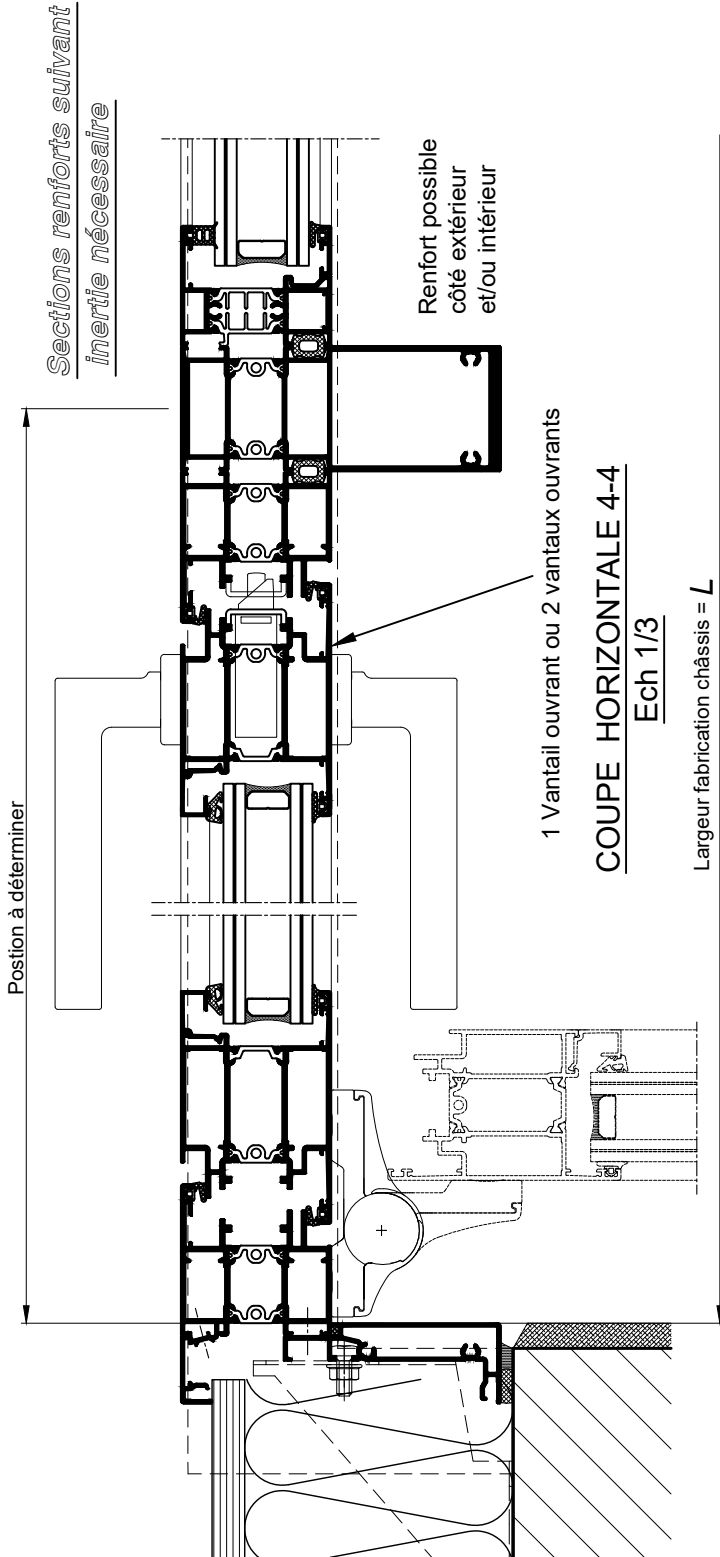 Sections renforts suivant
inertie nécessaire
Postion à déterminer
Renfort possible
côté extérieur
et/ou intérieur
1 Vantail ouvrant ou 2 vantaux ouvrants
COUPE HORIZONTALE 4-4
Ech 1/3
Largeur fabrication châssis = L